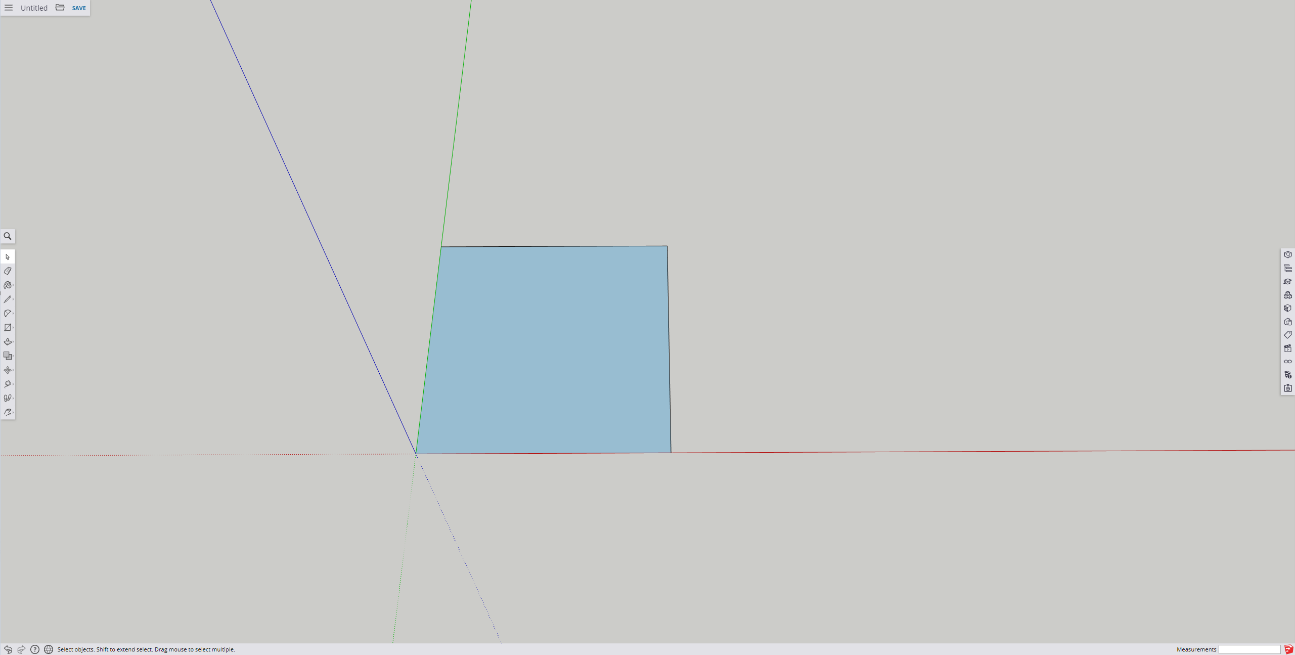 Untitled SAVE
Select objects. Shift to extend select. Drag mouse to select multiple.
Measurements